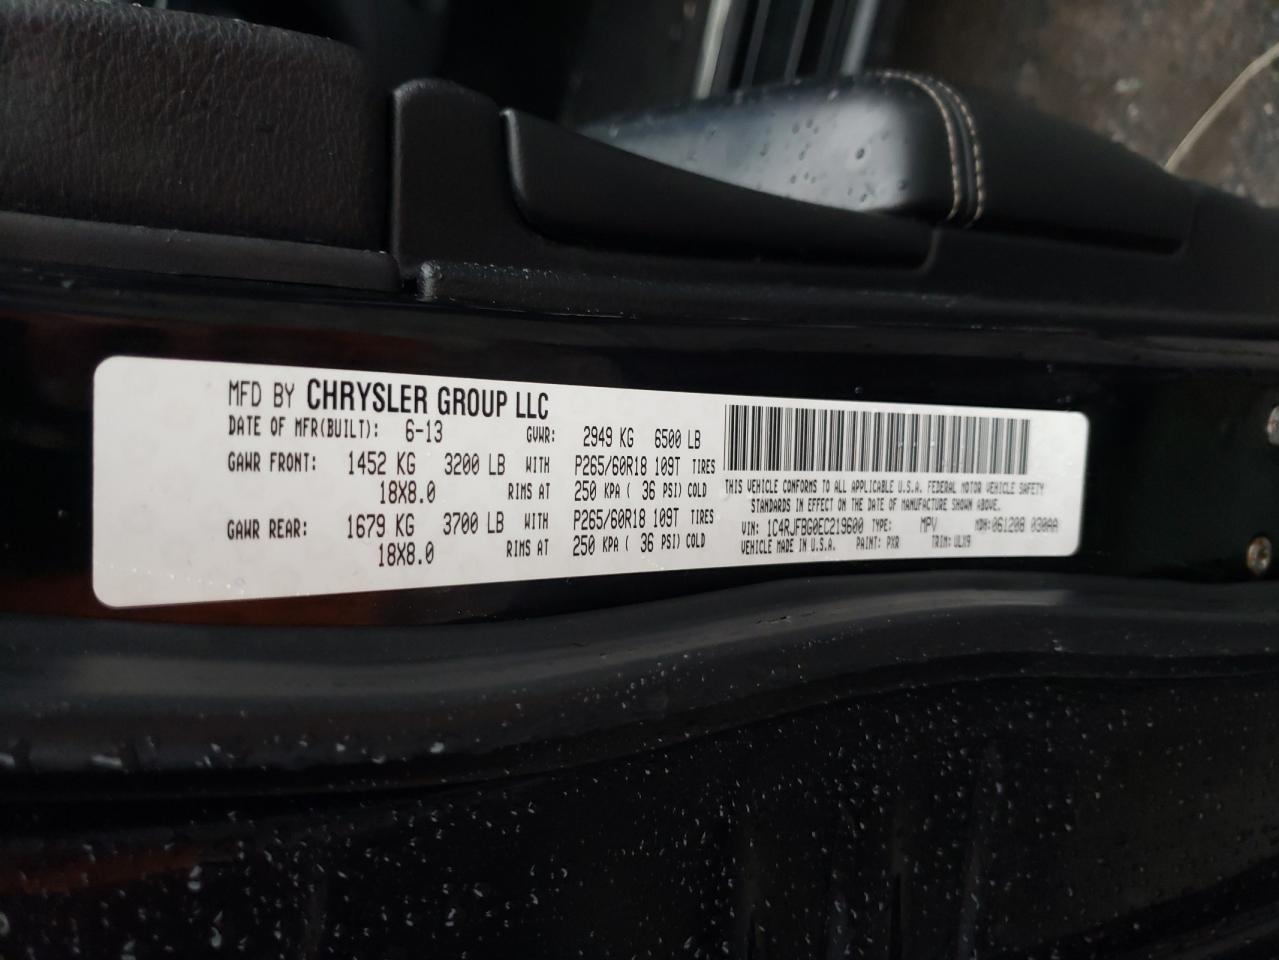 MFD BY CHRYSLER GROUP LLC
DATE OF MFR(BUILT): 6-13 GVWR: 2949 KG 6500 LB
GAWR FRONT: 1452 KG 3200 LB WITH P265/60R18 109T TIRES
18X8.0 RIMS AT 250 KPA ( 36 PSI) COLD
GAWR REAR: 1679 KG 3700 LB WITH P265/60R18 109T TIRES
18X8.0 RIMS AT 250 KPA ( 36 PSI) COLD
THIS VEHICLE CONFORMS TO ALL APPLICABLE U.S.A. FEDERAL MOTOR VEHICLE SAFETY
STANDARDS IN EFFECT ON THE DATE OF MANUFACTURE SHOWN ABOVE.
VIN: 1C4RJFBG0EC219600 TYPE: MPV MDH: 061208 030AA
VEHICLE MADE IN U.S.A. PAINT: PXR TRIM: ULX9